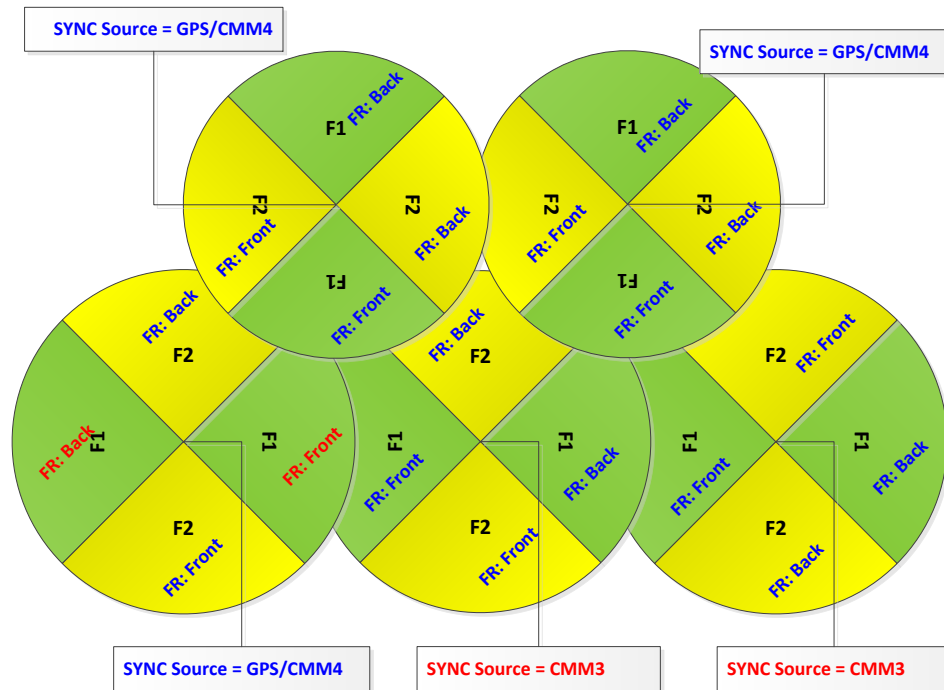 SYNC Source = GPS/CMM4
SYNC Source = GPS/CMM4
F1
FR: Back
F2
FR: Front
F2
FR: Back
F1
FR: Front
F1
FR: Back
F2
FR: Front
F2
FR: Back
F1
FR: Front
FR: Back
F2
F1
FR: Back
F1
FR: Front
F2
FR: Front
FR: Back
F2
F1
FR: Front
F1
FR: Back
F2
FR: Front
F2
FR: Front
F1
FR: Front
F1
FR: Back
F2
FR: Back
SYNC Source = GPS/CMM4
SYNC Source = CMM3
SYNC Source = CMM3